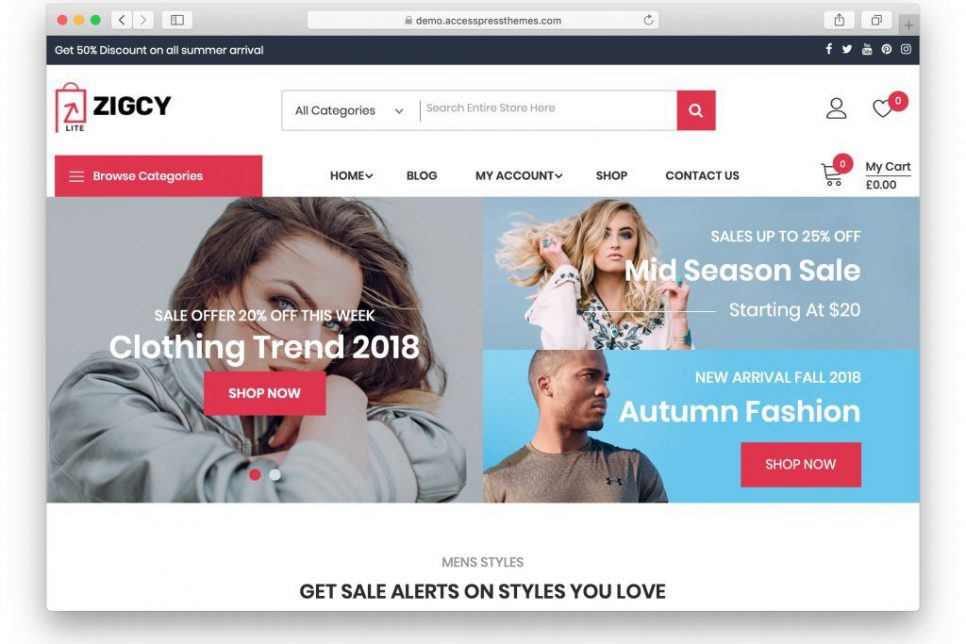 demo.accesspressthemes.com
Get 50% Discount on all summer arrival
ZIGCY
LITE
All Categories
Search Entire Store Here
0
Browse Categories
HOME
BLOG
MY ACCOUNT
SHOP
CONTACT US
0
My Cart
£0.00
SALE OFFER 20% OFF THIS WEEK
Clothing Trend 2018
SHOP NOW
SALES UP TO 25% OFF
Mid Season Sale
Starting At $20
NEW ARRIVAL FALL 2018
Autumn Fashion
SHOP NOW
MENS STYLES
GET SALE ALERTS ON STYLES YOU LOVE